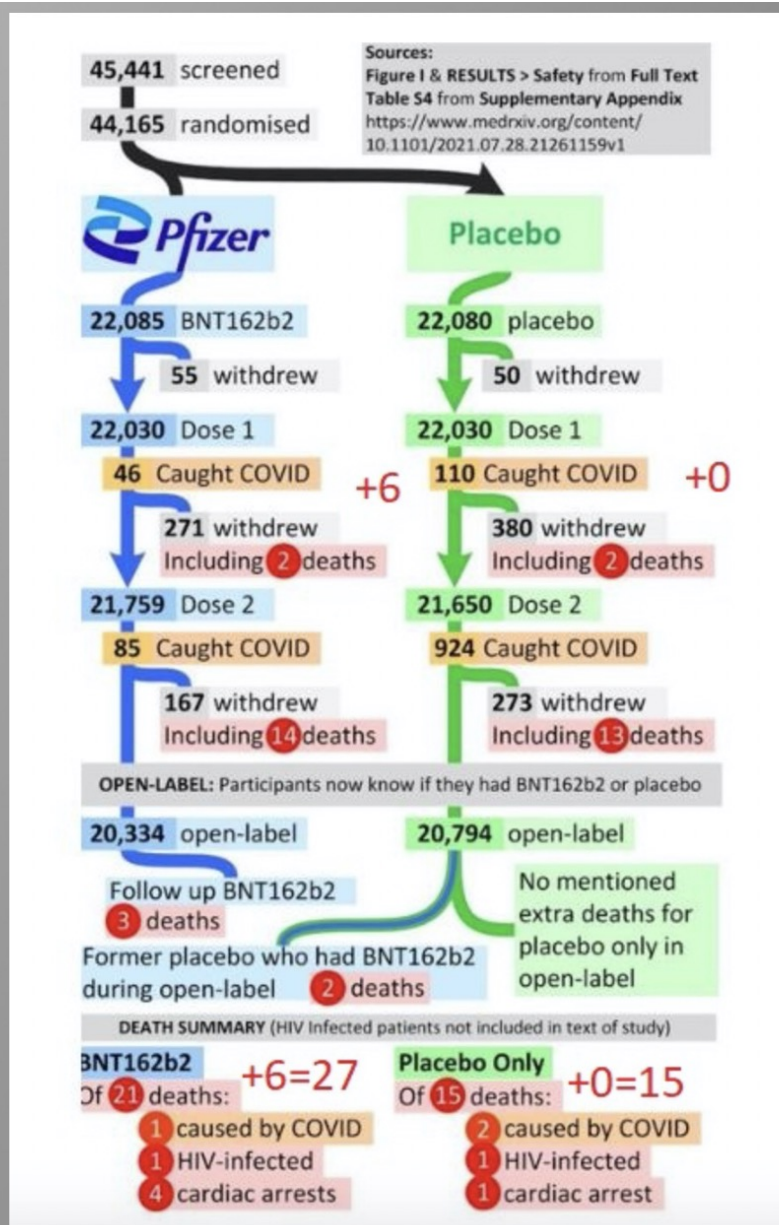 45,441 screened
Sources:
Figure I & RESULTS > Safety from Full Text
Table S4 from Supplementary Appendix
https://www.medrxiv.org/content/
10.1101/2021.07.28.21261159v1
44,165 randomised
Pfizer
Placebo
22,085 BNT162b2
22,080 placebo
55 withdrew
50 withdrew
22,030 Dose 1
22,030 Dose 1
46 Caught COVID
+6
110 Caught COVID
+0
271 withdrew
Including 2 deaths
380 withdrew
Including 2 deaths
21,759 Dose 2
21,650 Dose 2
85 Caught COVID
924 Caught COVID
167 withdrew
Including 14 deaths
273 withdrew
Including 13 deaths
OPEN-LABEL: Participants now know if they had BNT162b2 or placebo
20,334 open-label
20,794 open-label
Follow up BNT162b2
3 deaths
No mentioned
extra deaths for
placebo only in
open-label
Former placebo who had BNT162b2
during open-label 2 deaths
DEATH SUMMARY (HIV Infected patients not included in text of study)
BNT162b2
Of 21 deaths:
+6=27
1 caused by COVID
1 HIV-infected
4 cardiac arrests
Placebo Only
Of 15 deaths:
+0=15
2 caused by COVID
1 HIV-infected
1 cardiac arrest